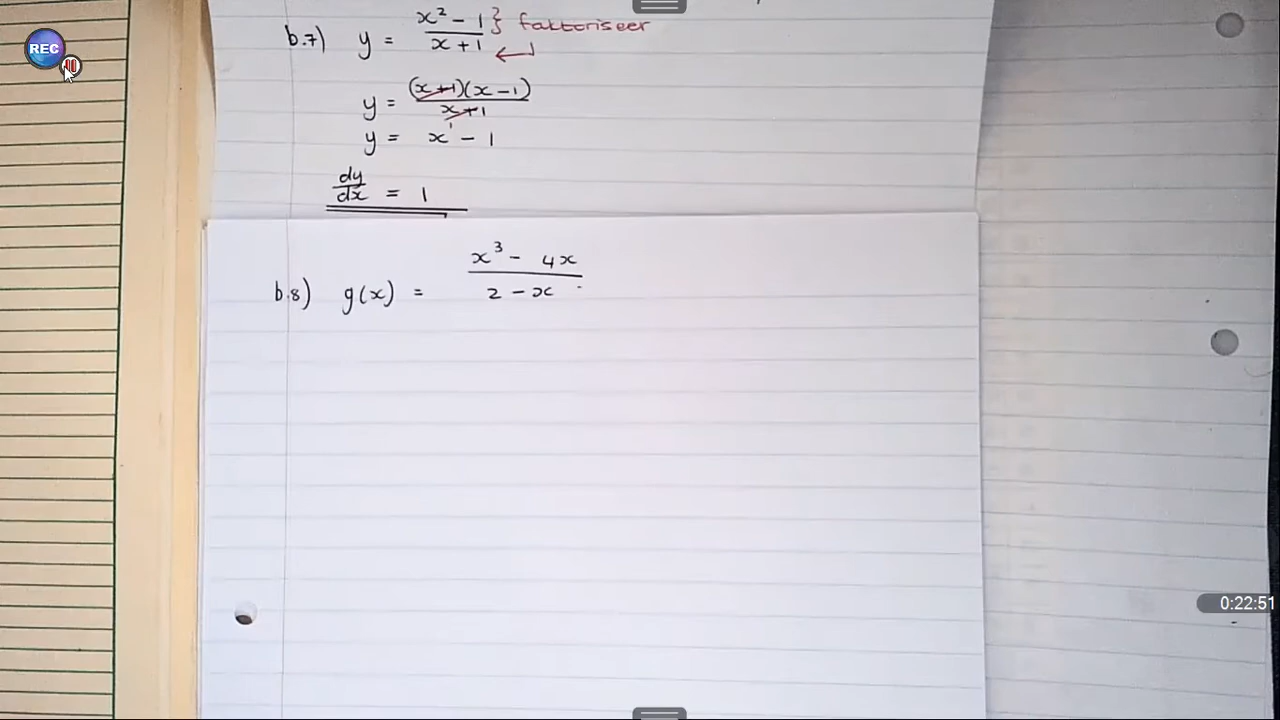 REC
b.7) y = x² - 1 / x + 1 } faktoriseer
y = (x+1)(x-1) / x+1
y = x¹ - 1
dy/dx = 1
b.8) g(x) = x³ - 4x / 2 - x
0:22:51